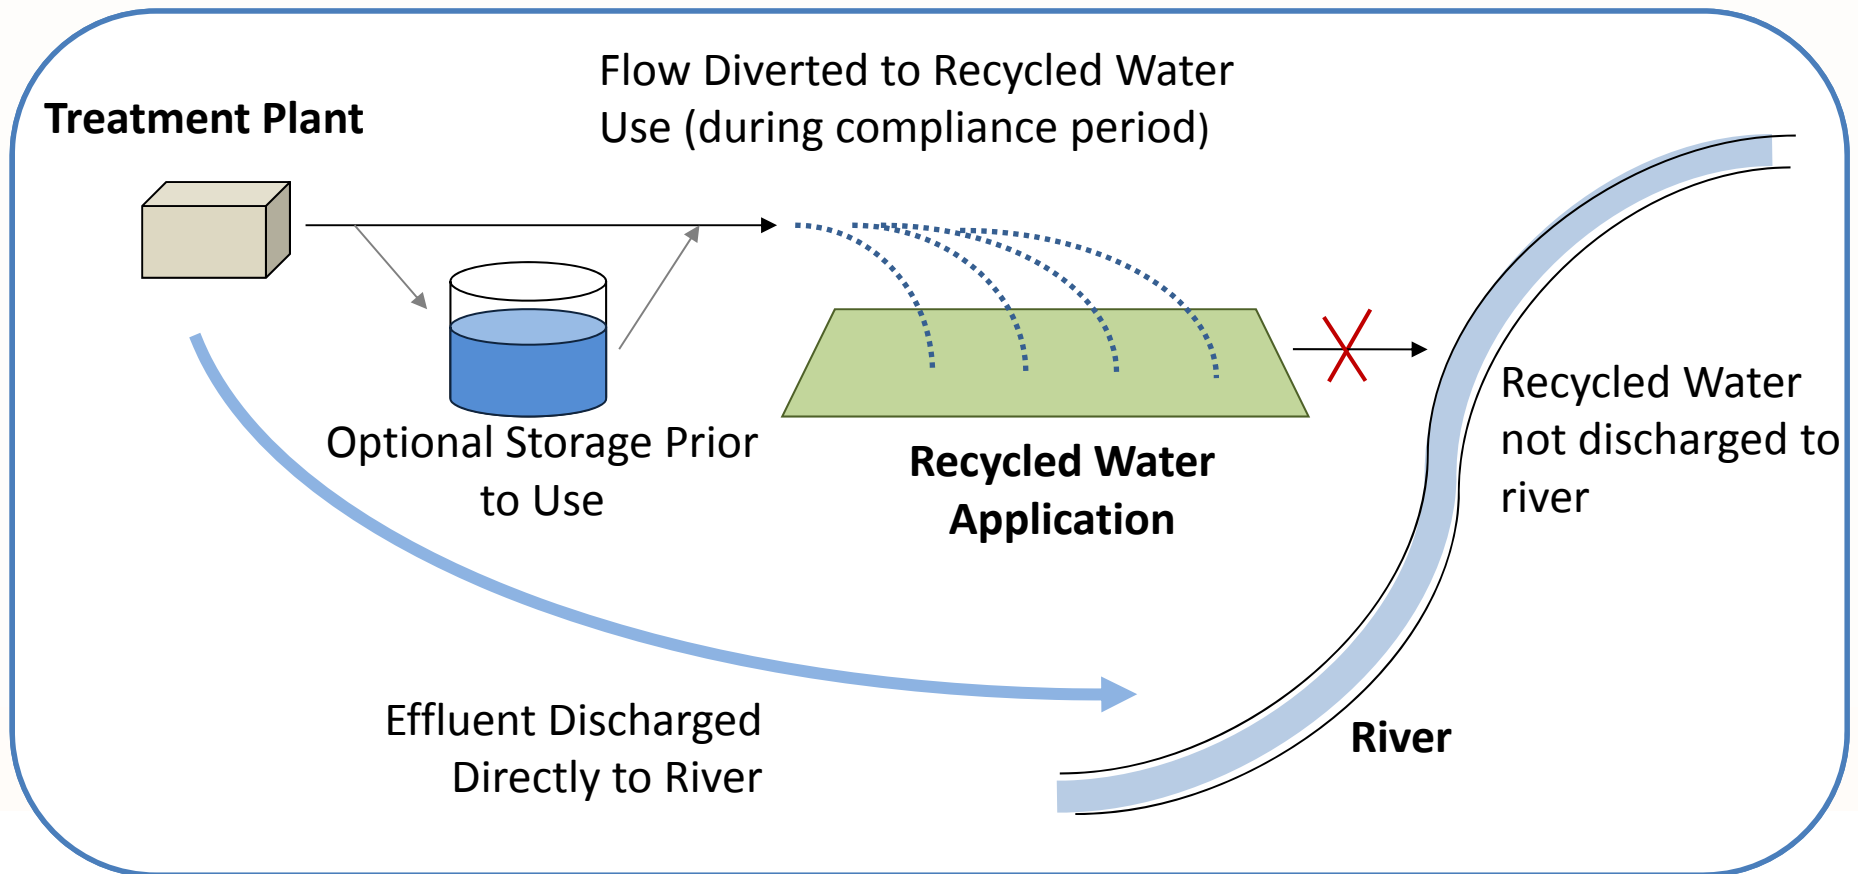 Treatment Plant
Flow Diverted to Recycled Water
Use (during compliance period)
Optional Storage Prior
to Use
Recycled Water
Application
Recycled Water
not discharged to
river
Effluent Discharged
Directly to River
River